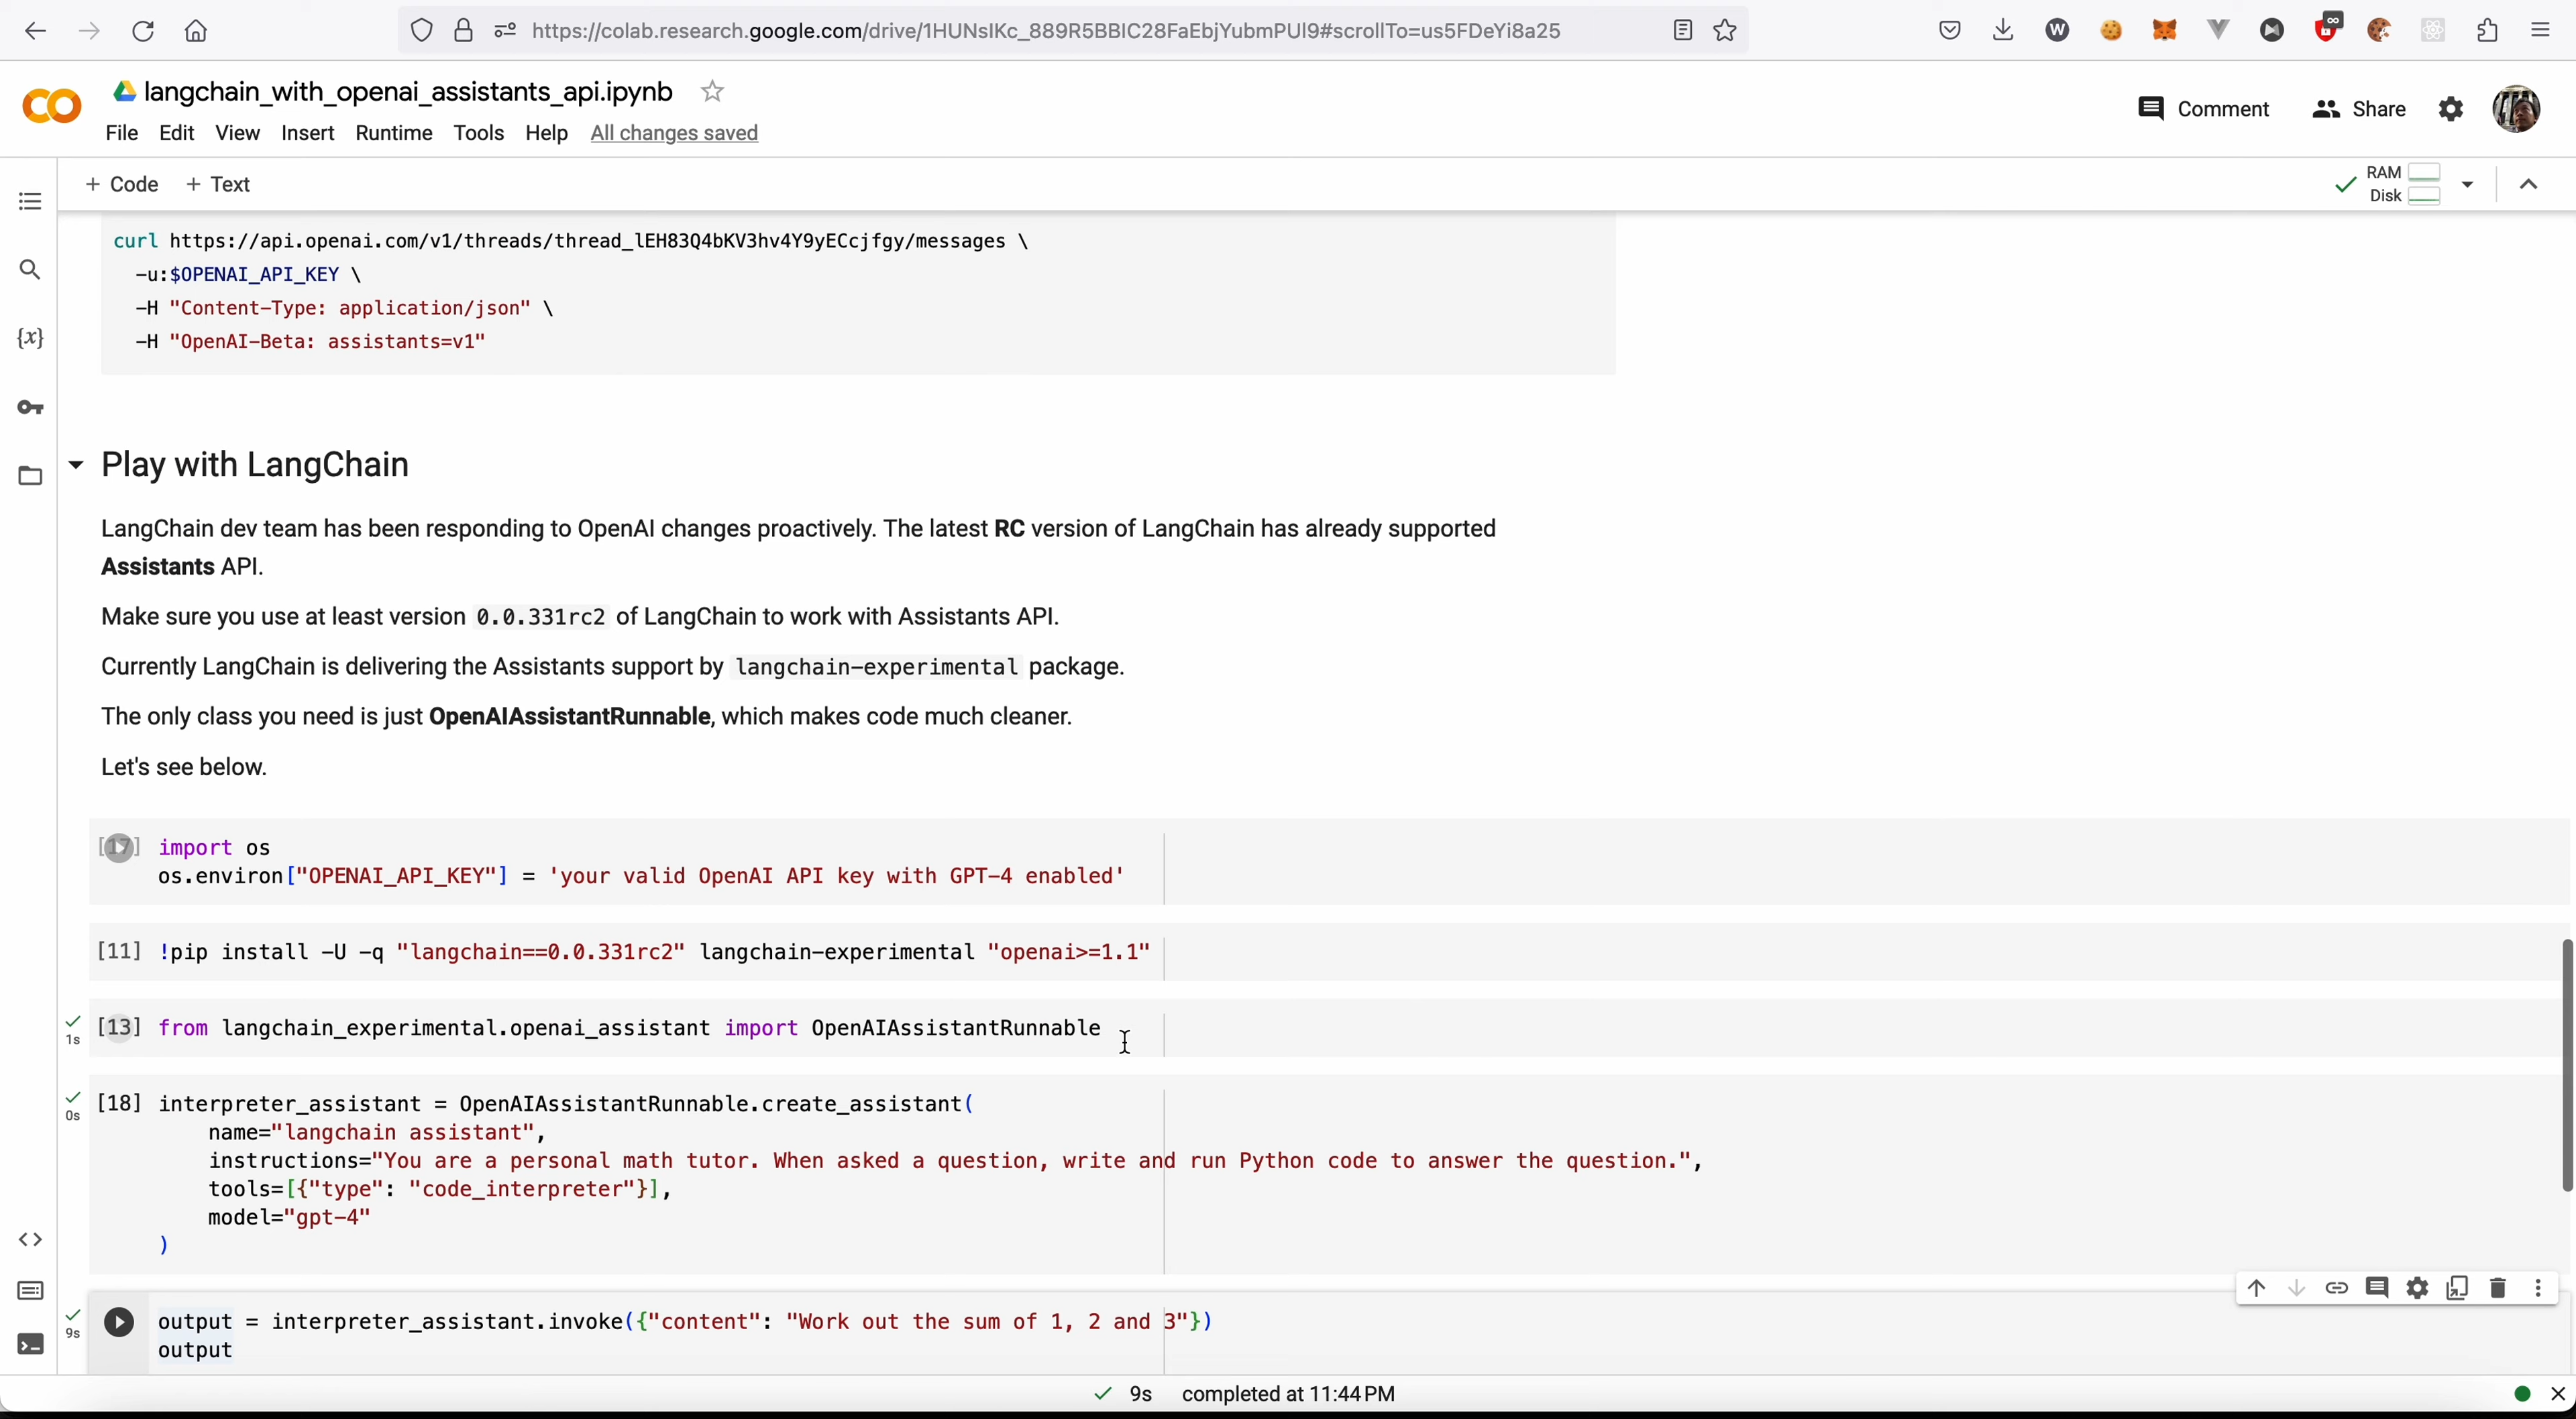 https://colab.research.google.com/drive/1HUNsIKc_889R5BBIC28FaEbjYubmPUl9#scrollTo=us5FDeYi8a25
langchain_with_openai_assistants_api.ipynb
Comment
Share
File Edit View Insert Runtime Tools Help All changes saved
+ Code + Text
RAM
Disk
curl https://api.openai.com/v1/threads/thread_lEH83Q4bKV3hv4Y9yECcjfgy/messages \
-u:$OPENAI_API_KEY \
-H "Content-Type: application/json" \
-H "OpenAI-Beta: assistants=v1"
Play with LangChain
LangChain dev team has been responding to OpenAI changes proactively. The latest RC version of LangChain has already supported
Assistants API.
Make sure you use at least version 0.0.331rc2 of LangChain to work with Assistants API.
Currently LangChain is delivering the Assistants support by langchain-experimental package.
The only class you need is just OpenAIAssistantRunnable, which makes code much cleaner.
Let's see below.
[17] import os
os.environ["OPENAI_API_KEY"] = 'your valid OpenAI API key with GPT-4 enabled'
[11] !pip install -U -q "langchain==0.0.331rc2" langchain-experimental "openai>=1.1"
[13] from langchain_experimental.openai_assistant import OpenAIAssistantRunnable
1s
[18] interpreter_assistant = OpenAIAssistantRunnable.create_assistant(
0s
name="langchain assistant",
instructions="You are a personal math tutor. When asked a question, write and run Python code to answer the question.",
tools=[{"type": "code_interpreter"}],
model="gpt-4"
)
output = interpreter_assistant.invoke({"content": "Work out the sum of 1, 2 and 3"})
9s
output
9s completed at 11:44 PM